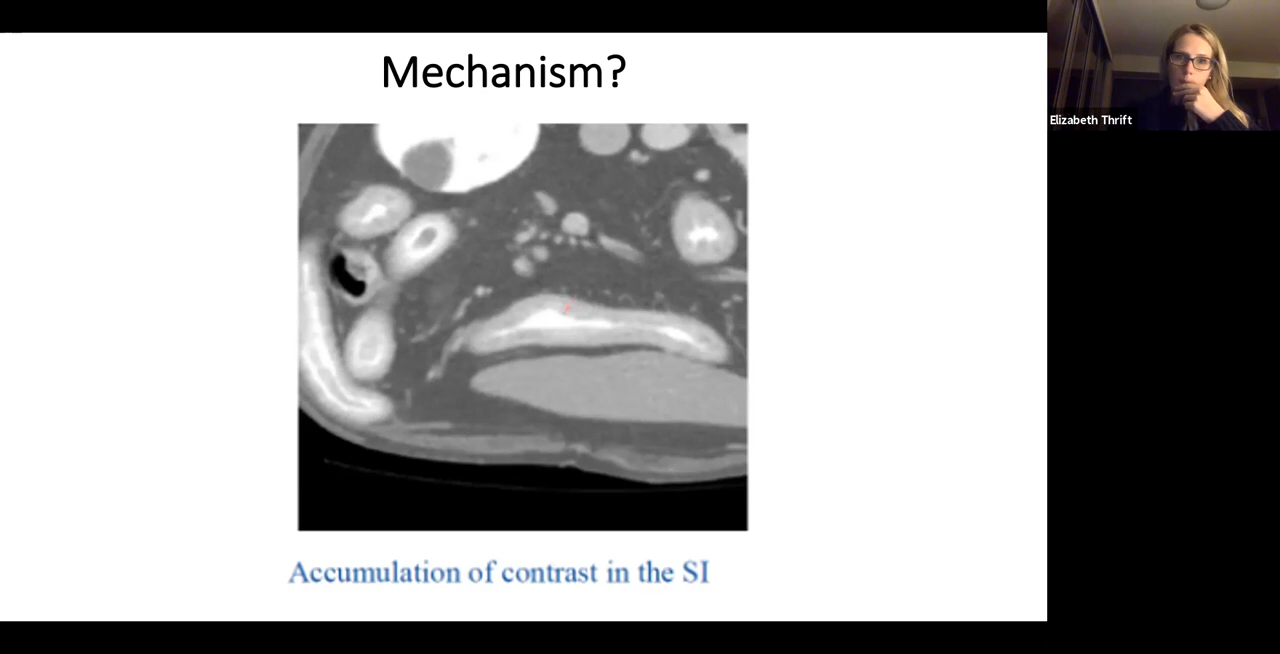 Mechanism?
Elizabeth Thrift
Accumulation of contrast in the SI